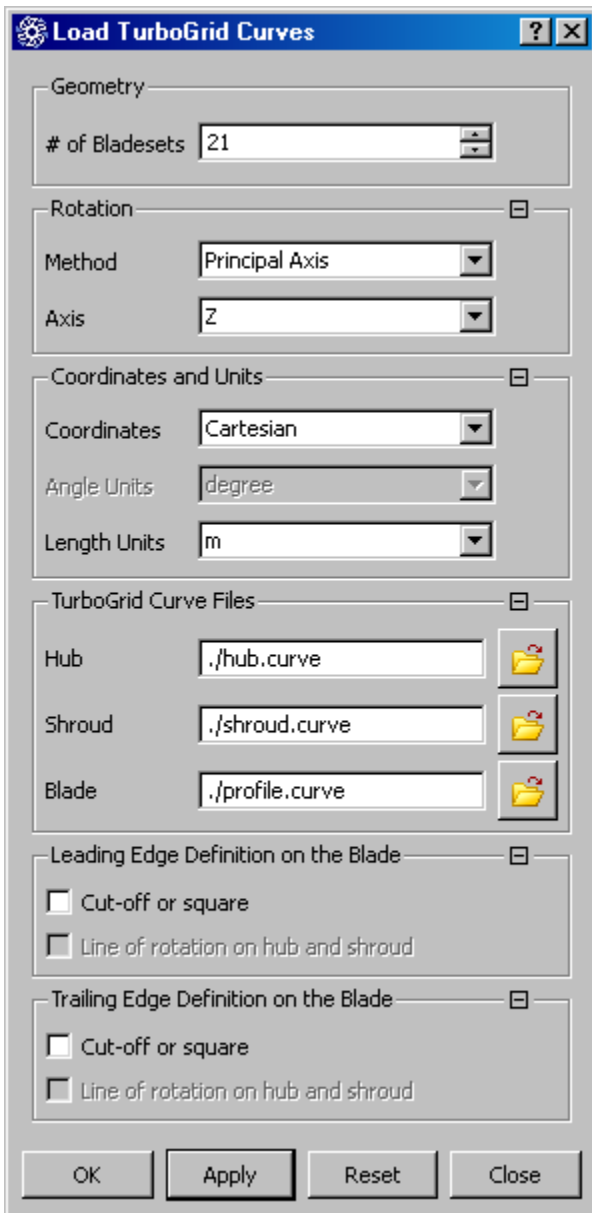 Load TurboGrid Curves
Geometry
# of Bladesets 21
Rotation
Method Principal Axis
Axis Z
Coordinates and Units
Coordinates Cartesian
Angle Units degree
Length Units m
TurboGrid Curve Files
Hub ./hub.curve
Shroud ./shroud.curve
Blade ./profile.curve
Leading Edge Definition on the Blade
Cut-off or square
Line of rotation on hub and shroud
Trailing Edge Definition on the Blade
Cut-off or square
Line of rotation on hub and shroud
OK Apply Reset Close